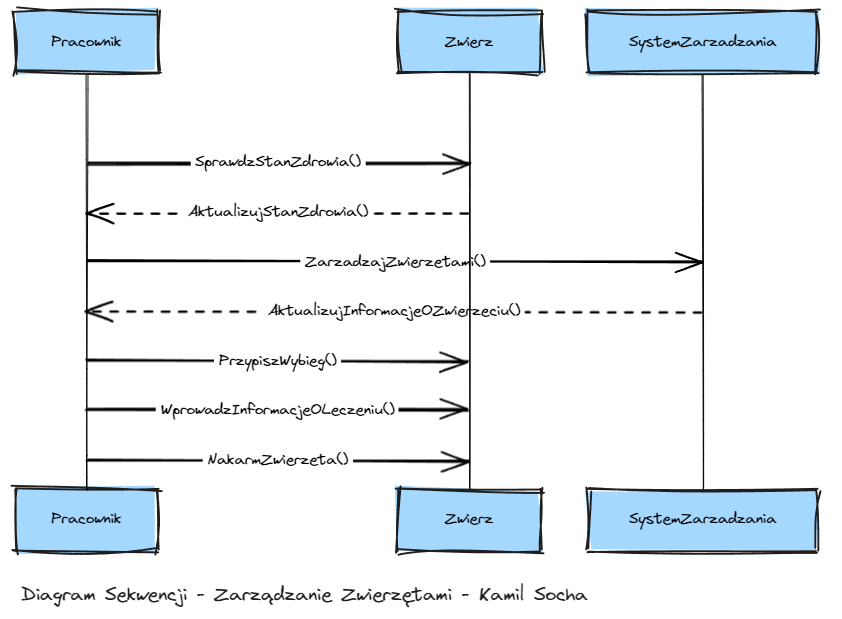 Pracownik
Zwierz
SystemZarzadzania
SprawdzStanZdrowia()
AktualizujStanZdrowia()
ZarzadzajZwierzetami()
AktualizujInformacjeOZwierzeciu()
PrzypiszWybieg()
WprowadzInformacjeOLeczeniu()
NakarmZwierzeta()
Pracownik
Zwierz
SystemZarzadzania
Diagram Sekwencji - Zarządzanie Zwierzętami - Kamil Socha